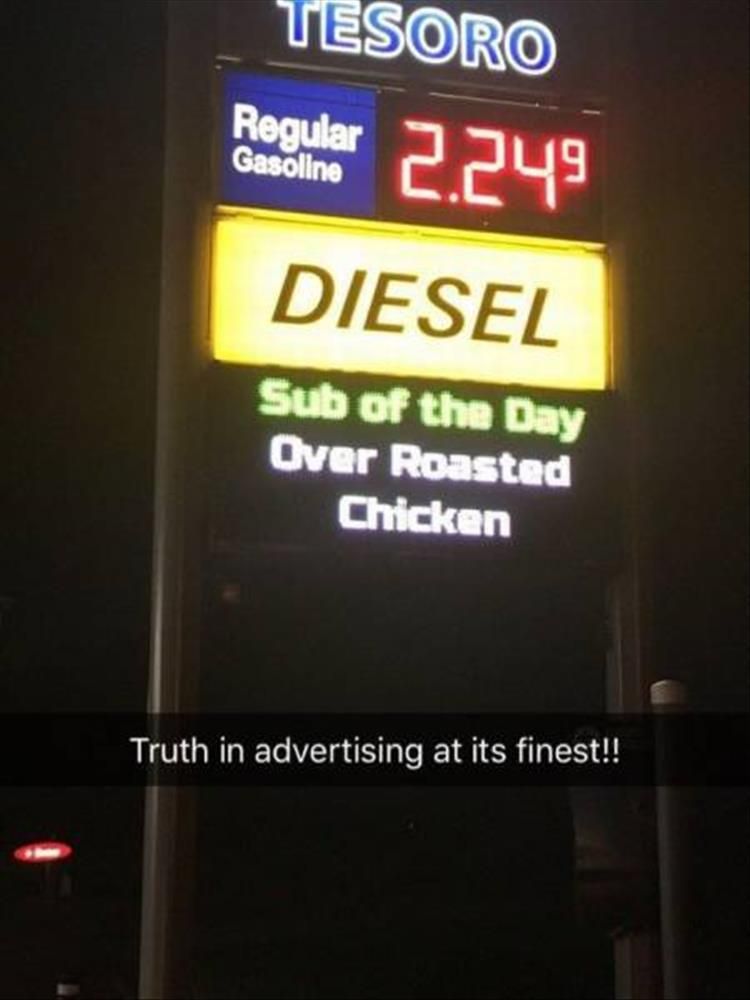 TESORO
Regular
Gasoline
2.24⁹
DIESEL
Sub of the Day
Over Roasted
Chicken
Truth in advertising at its finest!!